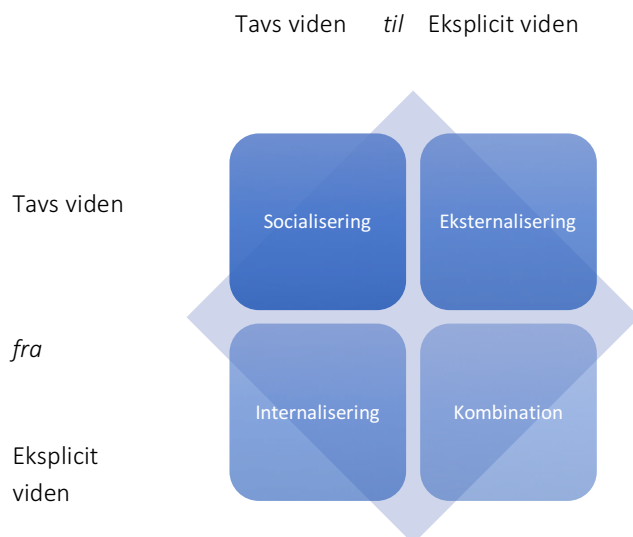 Tavs viden til Eksplicit viden
Tavs viden
Socialisering
Eksternalisering
fra
Internalisering
Kombination
Eksplicit
viden